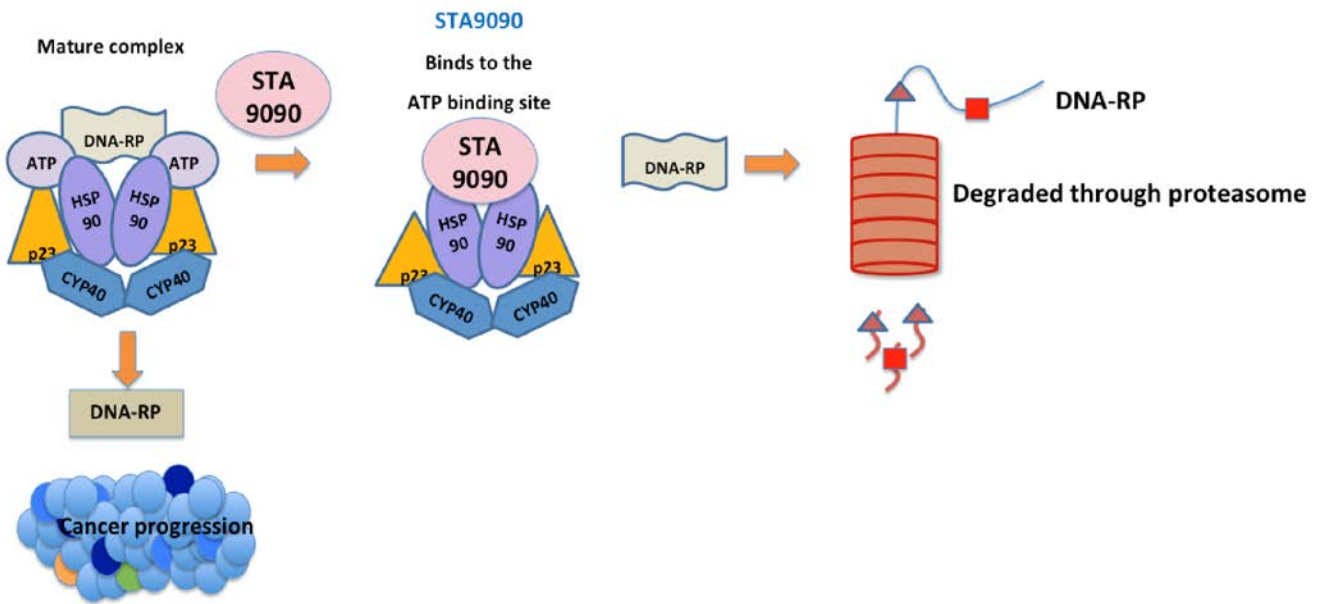 Mature complex
STA
9090
DNA-RP
ATP
ATP
HSP
90
HSP
90
p23
p23
CYP40
CYP40
DNA-RP
Cancer progression
STA9090
Binds to the
ATP binding site
STA
9090
HSP
90
HSP
90
p23
p23
CYP40
CYP40
DNA-RP
DNA-RP
Degraded through proteasome